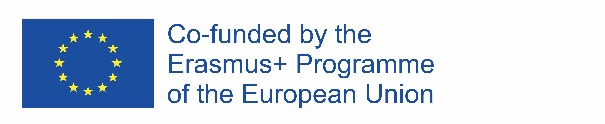 Co-funded by the
Erasmus+ Programme
of the European Union